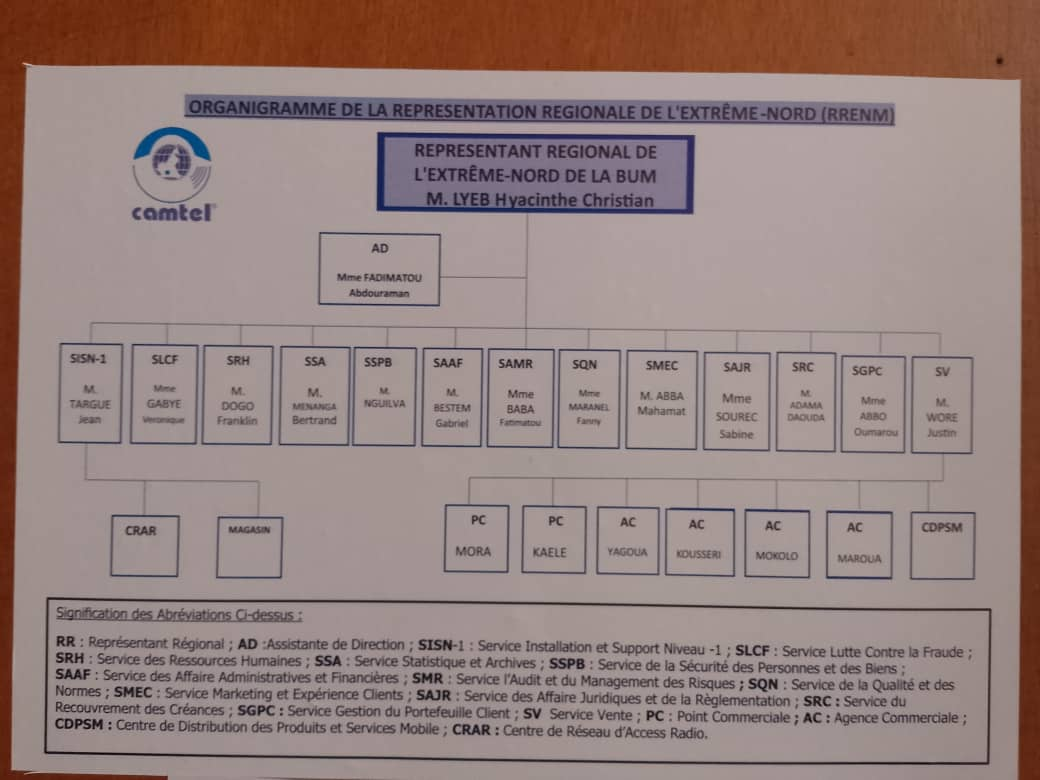 ORGANIGRAMME DE LA REPRESENTATION REGIONALE DE L'EXTRÊME-NORD (RRENM)
camtel
REPRESENTANT REGIONAL DE
L'EXTRÊME-NORD DE LA BUM
M. LYEB Hyacinthe Christian
AD
Mme FADIMATOU
Abdouraman
SISN-1
M.
TARGUE
Jean
SLCF
Mme
GABYE
Veronique
SRH
M.
DOGO
Franklin
SSA
M.
MENANGA
Bertrand
SSPB
M.
NGUILVA
SAAF
M.
BESTEM
Gabriel
SAMR
Mme
BABA
Fatimatou
SQN
Mme
MARANEL
Fanny
SMEC
M. ABBA
Mahamat
SAJR
Mme
SOUREC
Sabine
SRC
M.
ADAMA
DAOUDA
SGPC
Mme
ABBO
Oumarou
SV
M.
WORE
Justin
CRAR
MAGASIN
PC
MORA
PC
KAELE
AC
YAGOUA
AC
KOUSSERI
AC
MOKOLO
AC
MAROUA
CDPSM
Signification des Abréviations Ci-dessus :
RR : Représentant Régional ; AD :Assistante de Direction ; SISN-1 : Service Installation et Support Niveau -1 ; SLCF : Service Lutte Contre la Fraude ;
SRH : Service des Ressources Humaines ; SSA : Service Statistique et Archives ; SSPB : Service de la Sécurité des Personnes et des Biens ;
SAAF : Service des Affaire Administratives et Financières ; SMR : Service l'Audit et du Management des Risques ; SQN : Service de la Qualité et des
Normes ; SMEC : Service Marketing et Expérience Clients ; SAJR : Service des Affaire Juridiques et de la Règlementation ; SRC : Service du
Recouvrement des Créances ; SGPC : Service Gestion du Portefeuille Client ; SV Service Vente ; PC : Point Commerciale ; AC : Agence Commerciale ;
CDPSM : Centre de Distribution des Produits et Services Mobile ; CRAR : Centre de Réseau d'Access Radio.